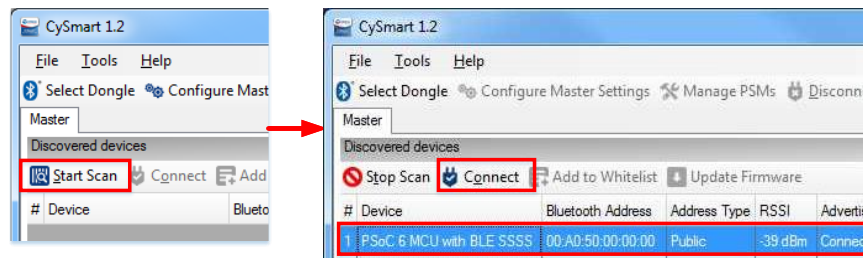 CySmart 1.2
File Tools Help
Select Dongle Configure Mast
Master
Discovered devices
Start Scan Connect Add
# Device Blueto
CySmart 1.2
File Tools Help
Select Dongle Configure Master Settings Manage PSMs Disconn
Master
Discovered devices
Stop Scan Connect Add to Whitelist Update Firmware
# Device Bluetooth Address Address Type RSSI Advertis
1 PSoC 6 MCU with BLE SSSS 00:A0:50:00:00:00 Public -39 dBm Connec